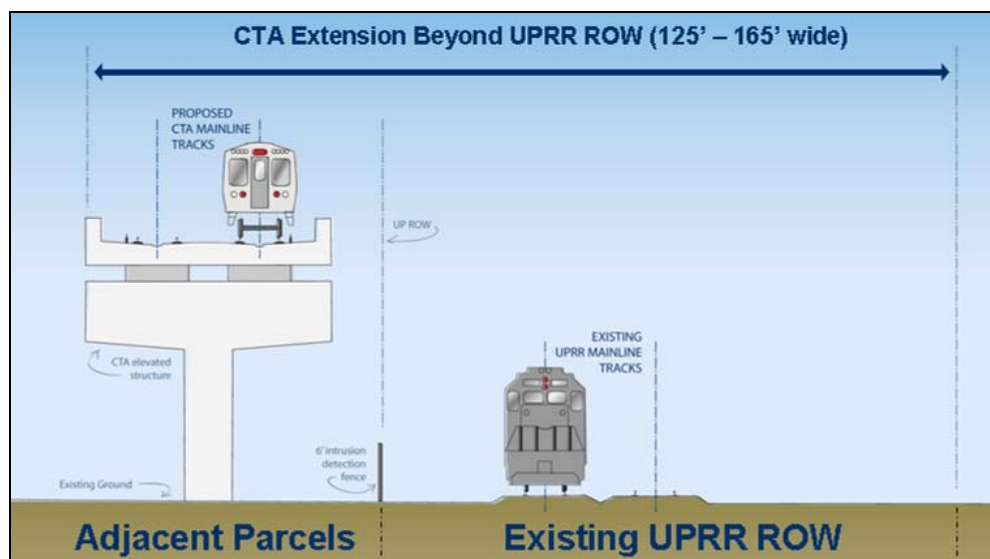 CTA Extension Beyond UPRR ROW (125' – 165' wide)
PROPOSED
CTA MAINLINE
TRACKS
UP ROW
EXISTING
UPRR MAINLINE
TRACKS
CTA elevated
structure
6' intrusion
detection
fence
Existing Ground
Adjacent Parcels
Existing UPRR ROW